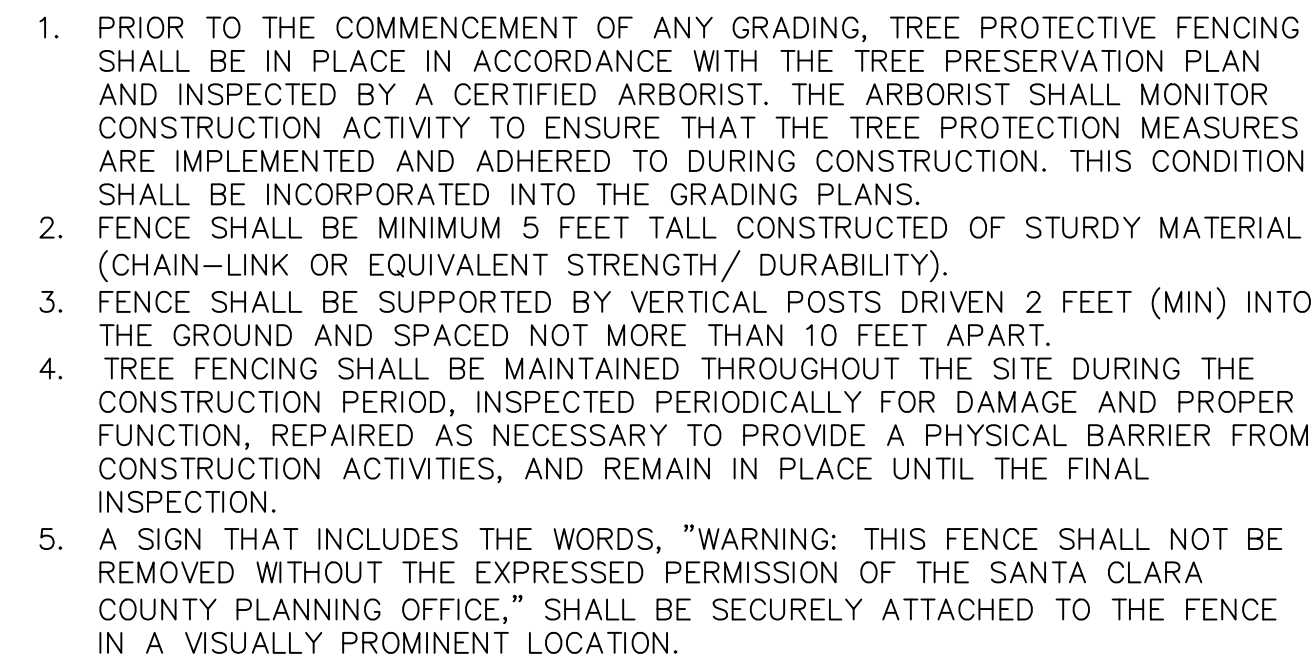 1. PRIOR TO THE COMMENCEMENT OF ANY GRADING, TREE PROTECTIVE FENCING
SHALL BE IN PLACE IN ACCORDANCE WITH THE TREE PRESERVATION PLAN
AND INSPECTED BY A CERTIFIED ARBORIST. THE ARBORIST SHALL MONITOR
CONSTRUCTION ACTIVITY TO ENSURE THAT THE TREE PROTECTION MEASURES
ARE IMPLEMENTED AND ADHERED TO DURING CONSTRUCTION. THIS CONDITION
SHALL BE INCORPORATED INTO THE GRADING PLANS.
2. FENCE SHALL BE MINIMUM 5 FEET TALL CONSTRUCTED OF STURDY MATERIAL
(CHAIN-LINK OR EQUIVALENT STRENGTH/ DURABILITY).
3. FENCE SHALL BE SUPPORTED BY VERTICAL POSTS DRIVEN 2 FEET (MIN) INTO
THE GROUND AND SPACED NOT MORE THAN 10 FEET APART.
4. TREE FENCING SHALL BE MAINTAINED THROUGHOUT THE SITE DURING THE
CONSTRUCTION PERIOD, INSPECTED PERIODICALLY FOR DAMAGE AND PROPER
FUNCTION, REPAIRED AS NECESSARY TO PROVIDE A PHYSICAL BARRIER FROM
CONSTRUCTION ACTIVITIES, AND REMAIN IN PLACE UNTIL THE FINAL
INSPECTION.
5. A SIGN THAT INCLUDES THE WORDS, "WARNING: THIS FENCE SHALL NOT BE
REMOVED WITHOUT THE EXPRESSED PERMISSION OF THE SANTA CLARA
COUNTY PLANNING OFFICE," SHALL BE SECURELY ATTACHED TO THE FENCE
IN A VISUALLY PROMINENT LOCATION.